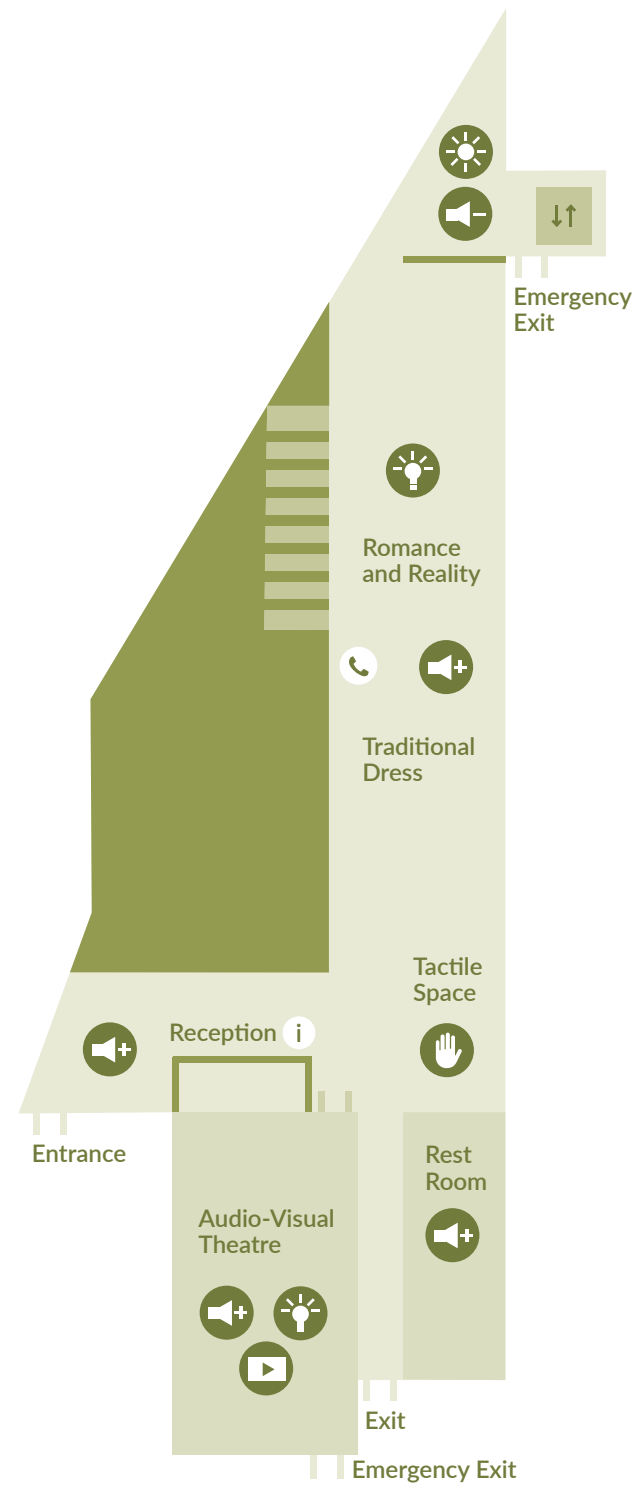 Emergency
Exit
Romance
and Reality
Traditional
Dress
Tactile
Space
Reception i
Entrance
Rest
Room
Audio-Visual
Theatre
Exit
Emergency Exit